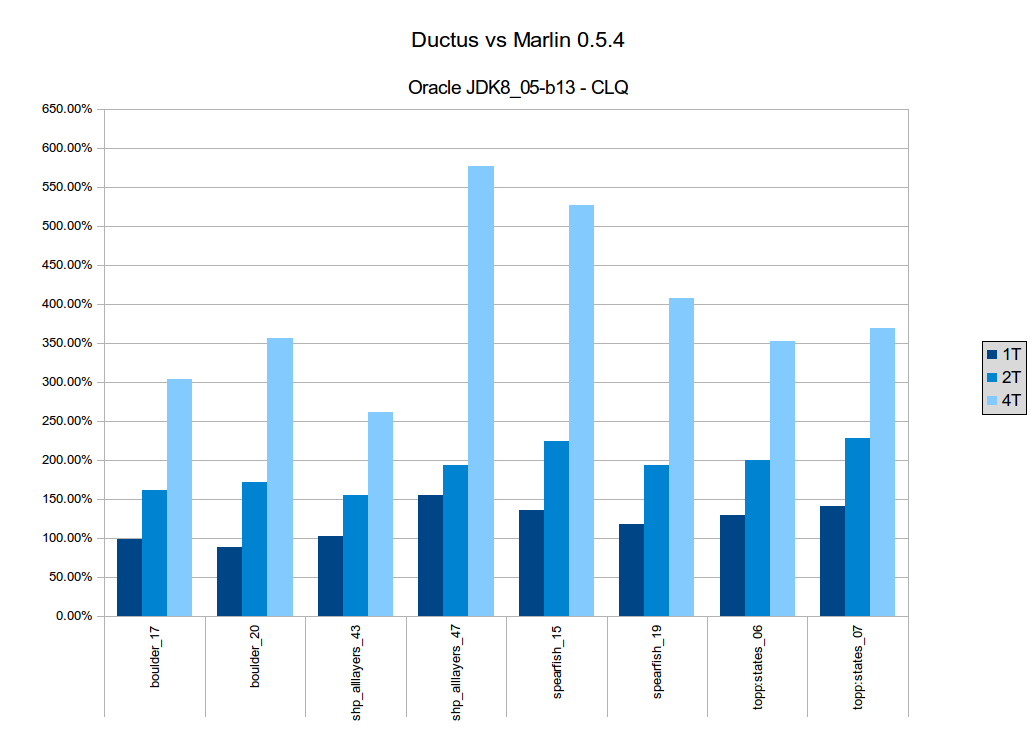 Ductus vs Marlin 0.5.4
Oracle JDK8_05-b13 - CLQ
650.00%
600.00%
550.00%
500.00%
450.00%
400.00%
350.00%
300.00%
250.00%
200.00%
150.00%
100.00%
50.00%
0.00%
boulder_17
boulder_20
shp_alllayers_43
shp_alllayers_47
spearfish_15
spearfish_19
topp:states_06
topp:states_07
1T
2T
4T